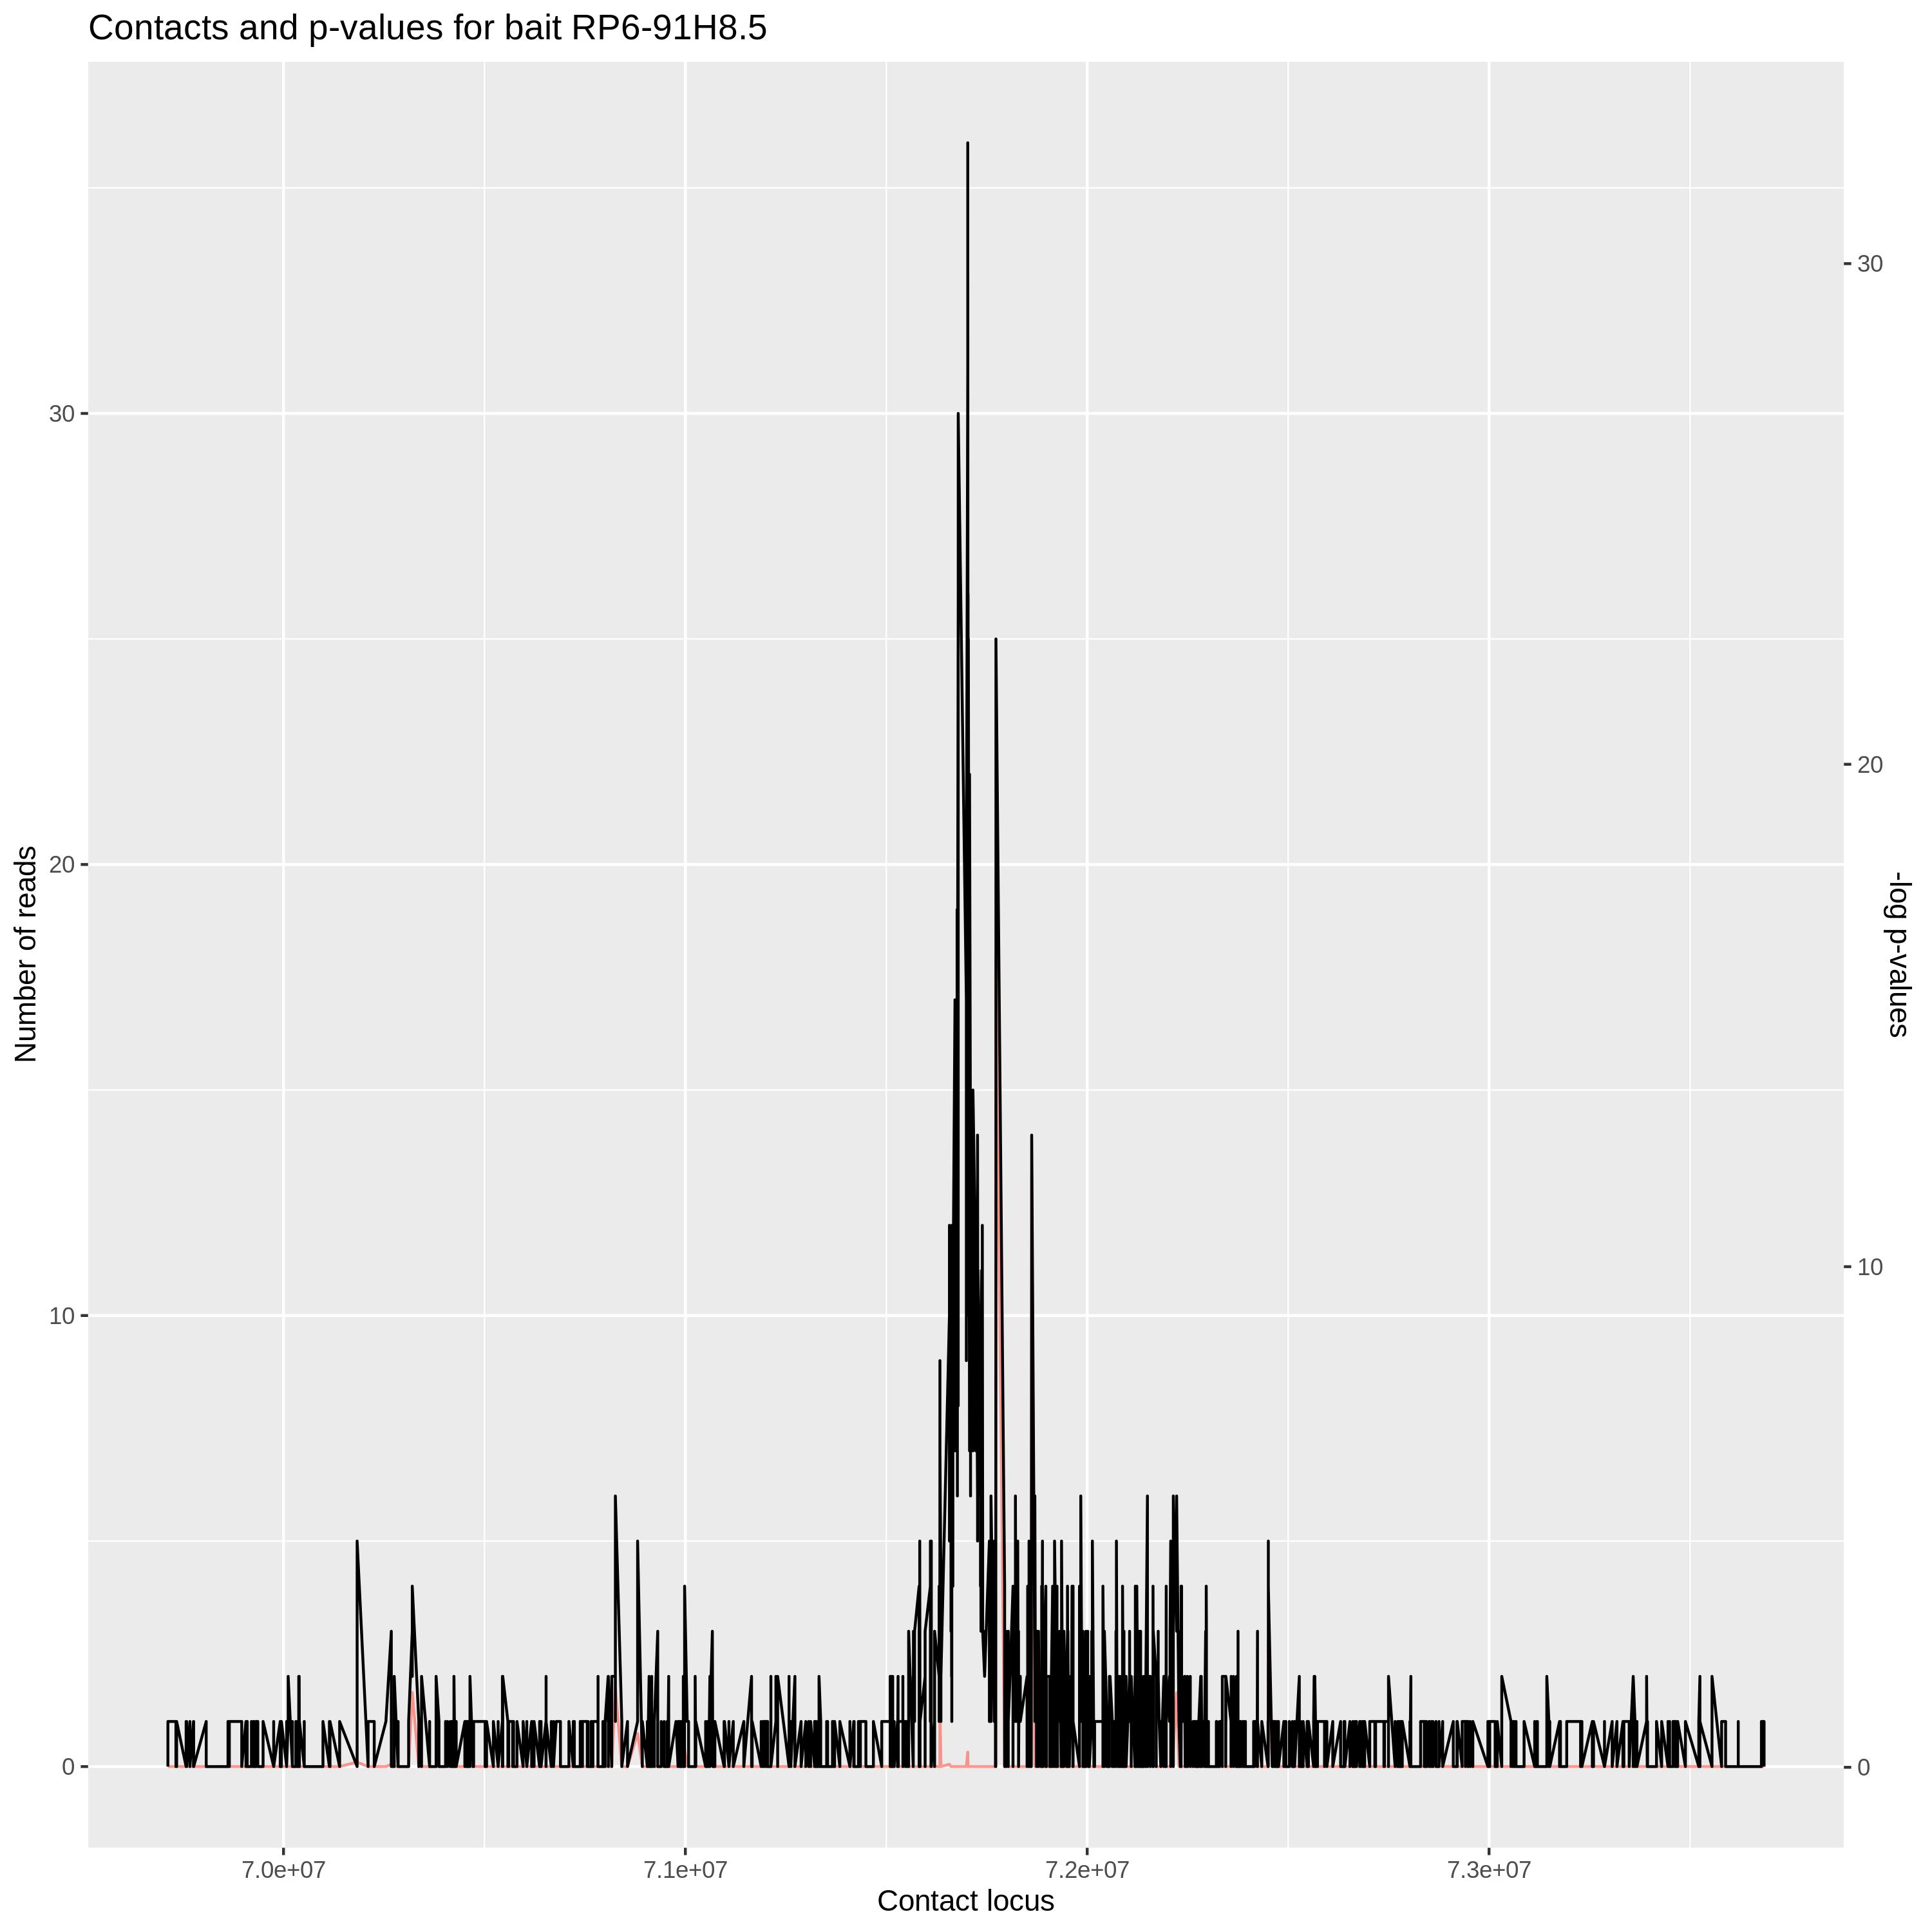 Contacts and p-values for bait RP6-91H8.5
Number of reads
30
20
10
0
30
20
10
0
-log p-values
7.0e+07
7.1e+07
7.2e+07
7.3e+07
Contact locus